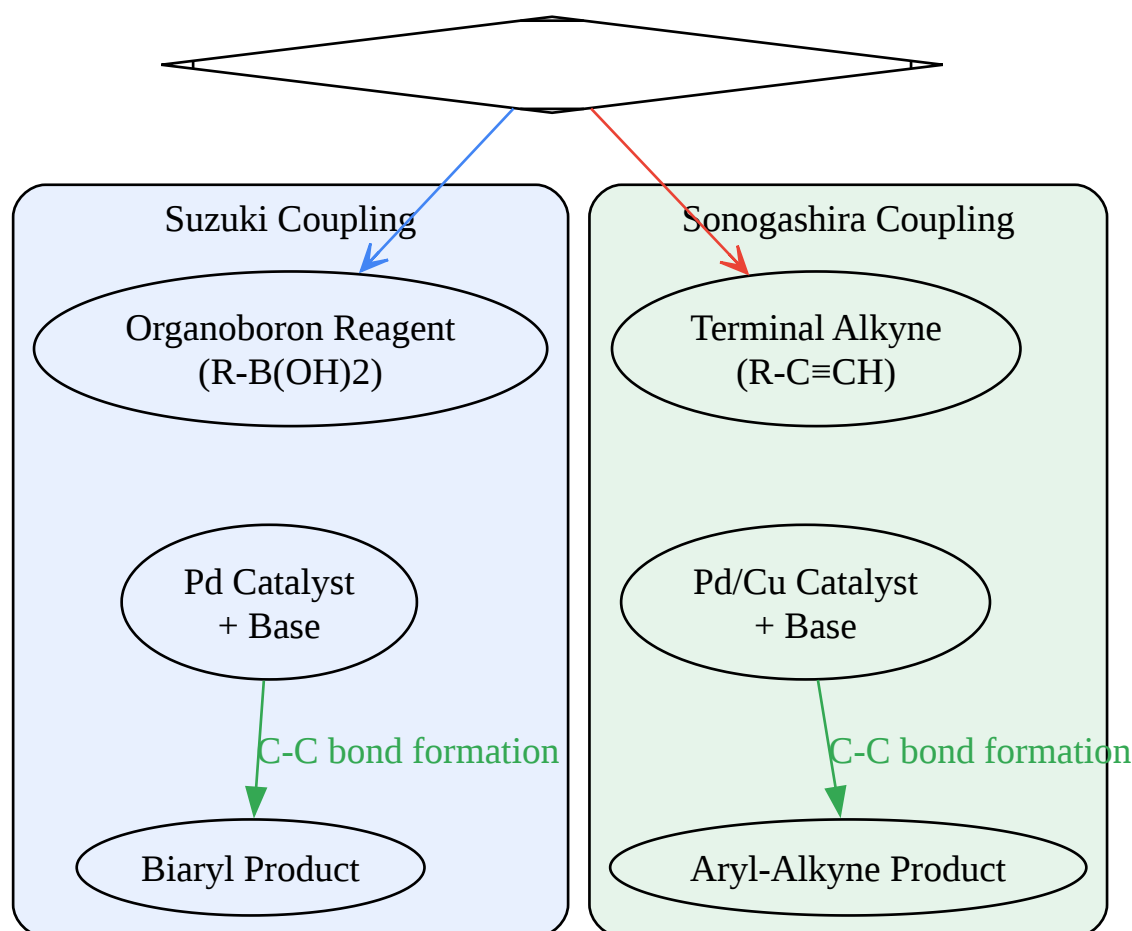 Suzuki Coupling
Organoboron Reagent
(R-B(OH)2)
Pd Catalyst
+ Base
C-C bond formation
Biaryl Product
Sonogashira Coupling
Terminal Alkyne
(R-C≡CH)
Pd/Cu Catalyst
+ Base
C-C bond formation
Aryl-Alkyne Product